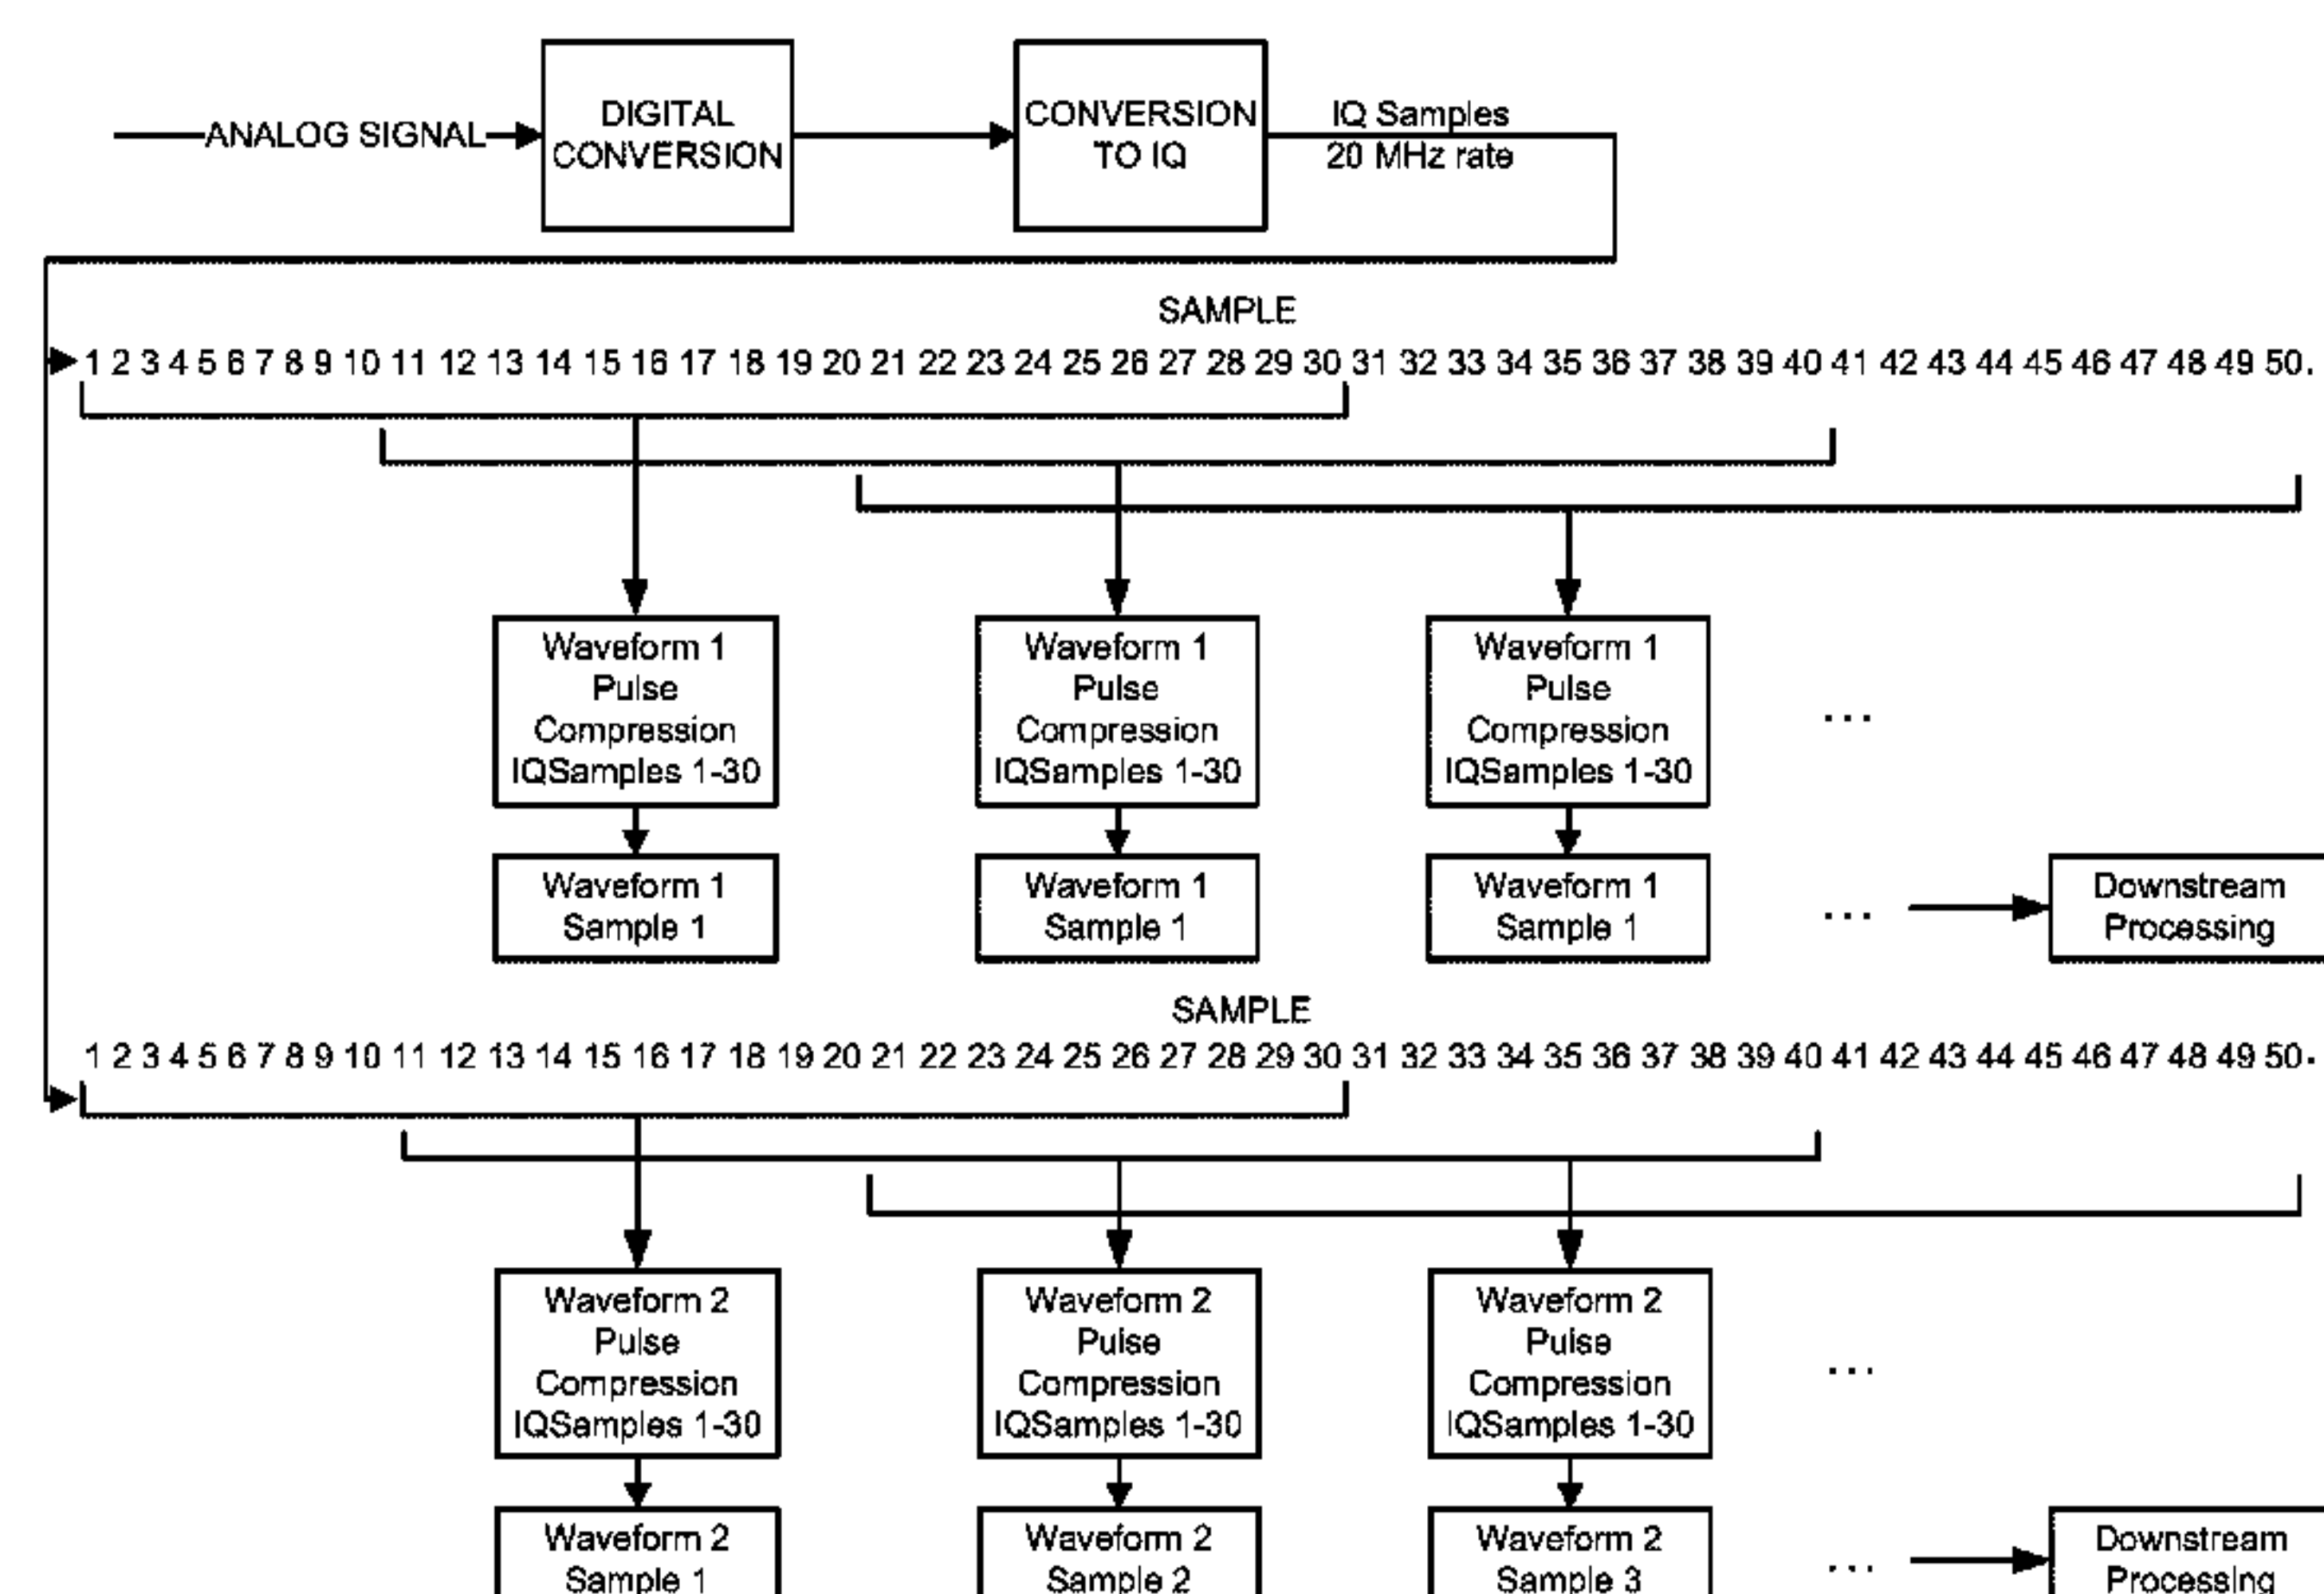 ANALOG SIGNAL
DIGITAL
CONVERSION
CONVERSION
TO IQ
IQ Samples
20 MHz rate
SAMPLE
1 2 3 4 5 6 7 8 9 10 11 12 13 14 15 16 17 18 19 20 21 22 23 24 25 26 27 28 29 30 31 32 33 34 35 36 37 38 39 40 41 42 43 44 45 46 47 48 49 50.
Waveform 1
Pulse
Compression
IQSamples 1-30
Waveform 1
Pulse
Compression
IQSamples 1-30
Waveform 1
Pulse
Compression
IQSamples 1-30
...
Waveform 1
Sample 1
Waveform 1
Sample 1
Waveform 1
Sample 1
...
Downstream
Processing
SAMPLE
1 2 3 4 5 6 7 8 9 10 11 12 13 14 15 16 17 18 19 20 21 22 23 24 25 26 27 28 29 30 31 32 33 34 35 36 37 38 39 40 41 42 43 44 45 46 47 48 49 50.
Waveform 2
Pulse
Compression
IQSamples 1-30
Waveform 2
Pulse
Compression
IQSamples 1-30
Waveform 2
Pulse
Compression
IQSamples 1-30
...
Waveform 2
Sample 1
Waveform 2
Sample 2
Waveform 2
Sample 3
...
Downstream
Processing